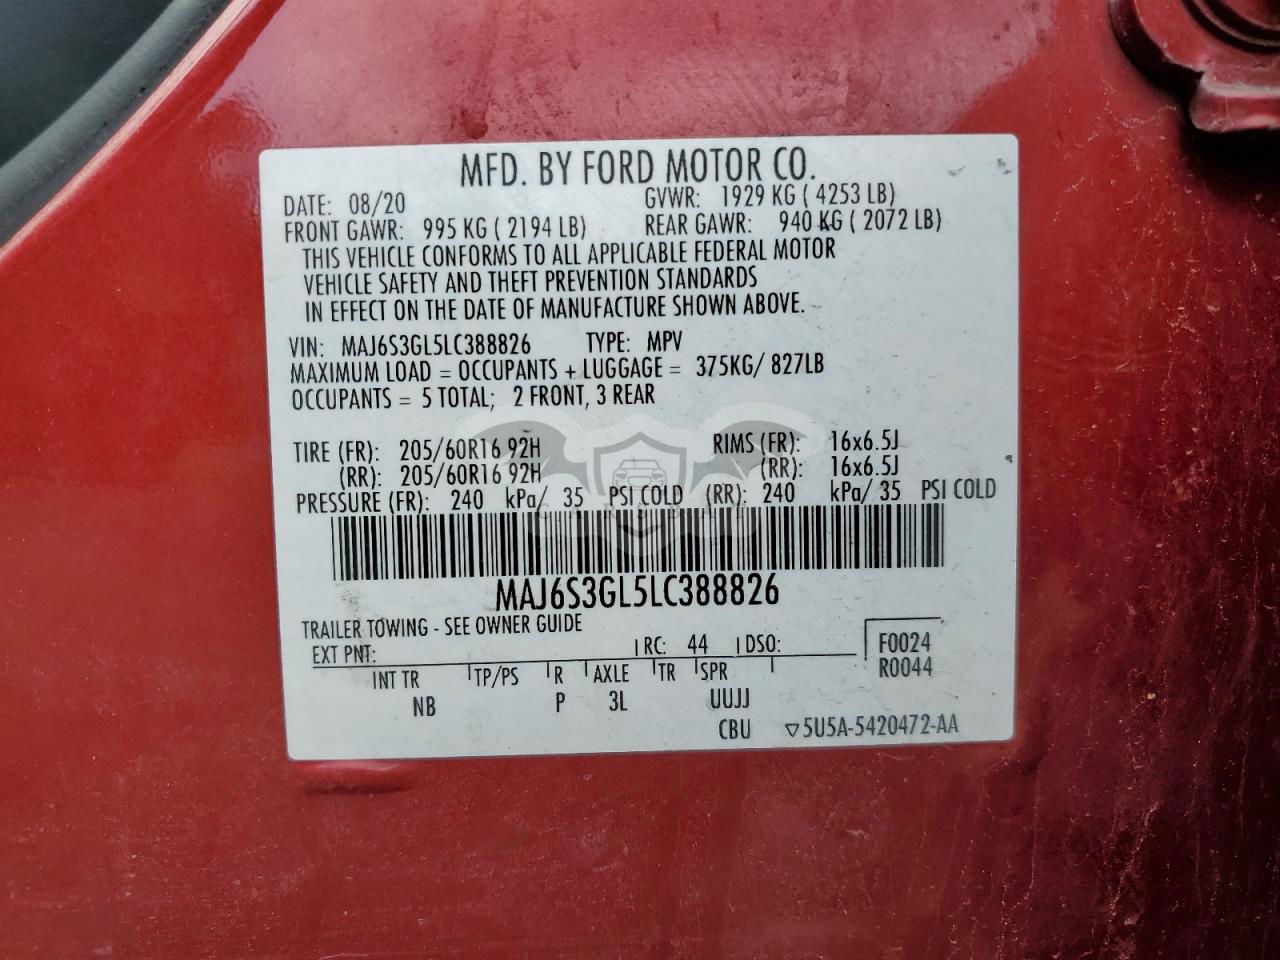 MFD. BY FORD MOTOR CO.
DATE: 08/20 GVWR: 1929 KG ( 4253 LB)
FRONT GAWR: 995 KG ( 2194 LB) REAR GAWR: 940 KG ( 2072 LB)
THIS VEHICLE CONFORMS TO ALL APPLICABLE FEDERAL MOTOR
VEHICLE SAFETY AND THEFT PREVENTION STANDARDS
IN EFFECT ON THE DATE OF MANUFACTURE SHOWN ABOVE.
VIN: MAJ6S3GL5LC388826 TYPE: MPV
MAXIMUM LOAD = OCCUPANTS + LUGGAGE = 375KG/ 827LB
OCCUPANTS = 5 TOTAL; 2 FRONT, 3 REAR
TIRE (FR): 205/60R16 92H RIMS (FR): 16x6.5J
(RR): 205/60R16 92H (RR): 16x6.5J
PRESSURE (FR): 240 kPa/ 35 PSI COLD (RR): 240 kPa/ 35 PSI COLD
MAJ6S3GL5LC388826
TRAILER TOWING - SEE OWNER GUIDE
EXT PNT: RC: 44 DSO: F0024
R0044
INT TR TP/PS R AXLE TR SPR
NB P 3L UUJJ
CBU ▽5U5A-5420472-AA